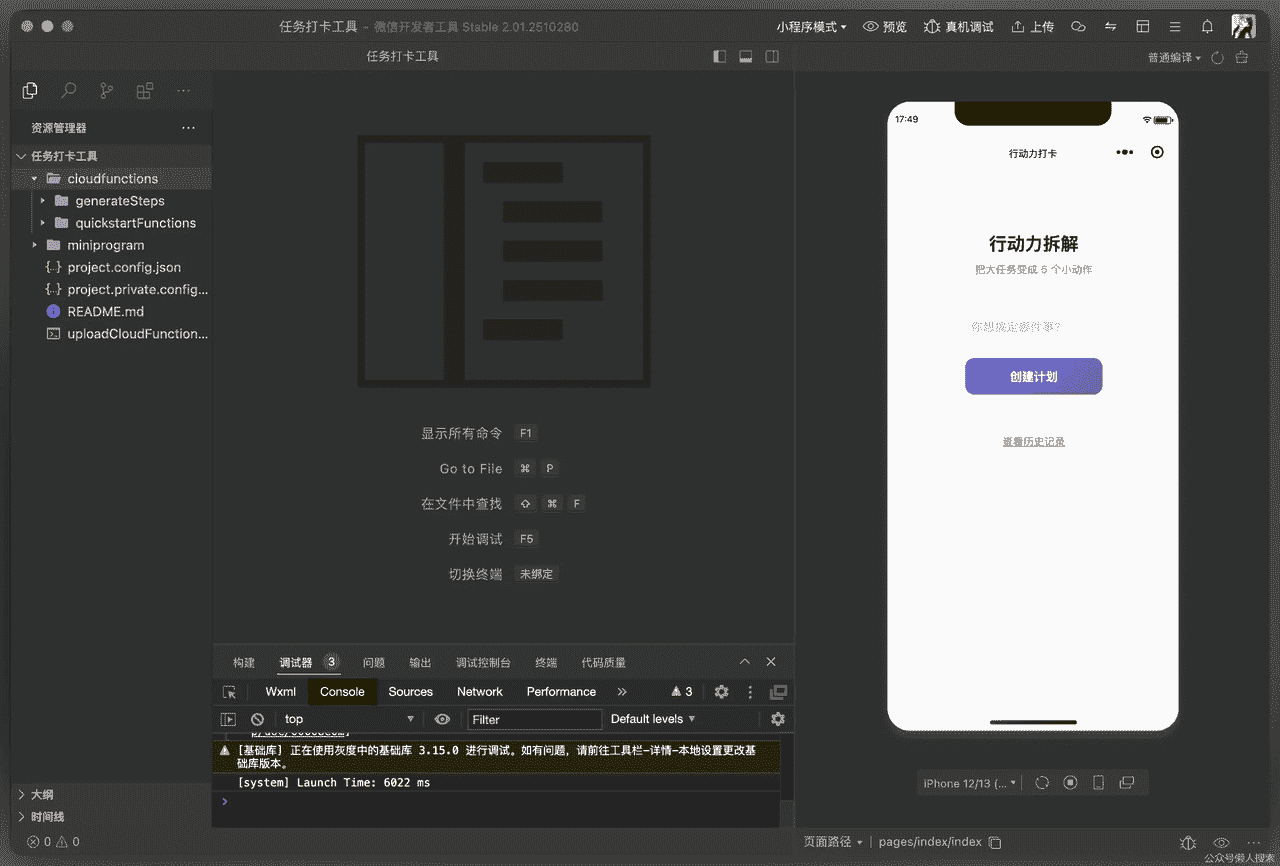 任务打卡工具 – 微信开发者工具 Stable 2.01.2510280
小程序模式 预览 真机调试 上传
任务打卡工具
普通编译
资源管理器
任务打卡工具
cloudfunctions
generateSteps
quickstartFunctions
miniprogram
{..} project.config.json
{..} project.private.config...
README.md
uploadCloudFunction...
大纲
时间线
0 0
显示所有命令 F1
Go to File ⌘ P
在文件中查找 ⇧ ⌘ F
开始调试 F5
切换终端 未绑定
构建 调试器 3 问题 输出 调试控制台 终端 代码质量
Wxml Console Sources Network Performance » 3
top Filter Default levels
[基础库] 正在使用灰度中的基础库 3.15.0 进行调试。如有问题, 请前往工具栏-详情-本地设置更改基
础库版本。
[system] Launch Time: 6022 ms
17:49
行动力打卡
行动力拆解
把大任务变成 5 个小动作
你想搞定哪件事?
创建计划
查看历史记录
iPhone 12/13 (...
页面路径 | pages/index/index
公众号懒人搜索